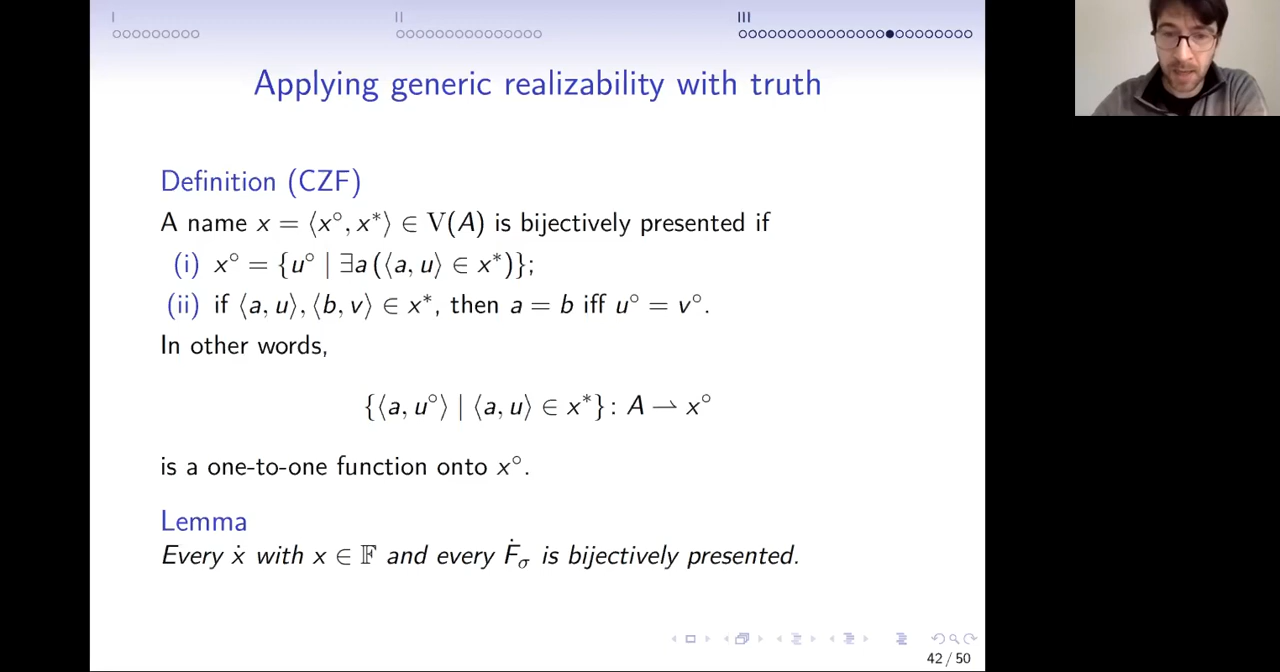 I II III
Applying generic realizability with truth
Definition (CZF)
A name x = ⟨x°, x*⟩ ∈ V(A) is bijectively presented if
(i) x° = {u° | ∃a (⟨a, u⟩ ∈ x*)};
(ii) if ⟨a, u⟩, ⟨b, v⟩ ∈ x*, then a = b iff u° = v°.
In other words,
{⟨a, u°⟩ | ⟨a, u⟩ ∈ x*} : A ⇀ x°
is a one-to-one function onto x°.
Lemma
Every ẋ with x ∈ 𝔽 and every Ḟσ is bijectively presented.
42 / 50